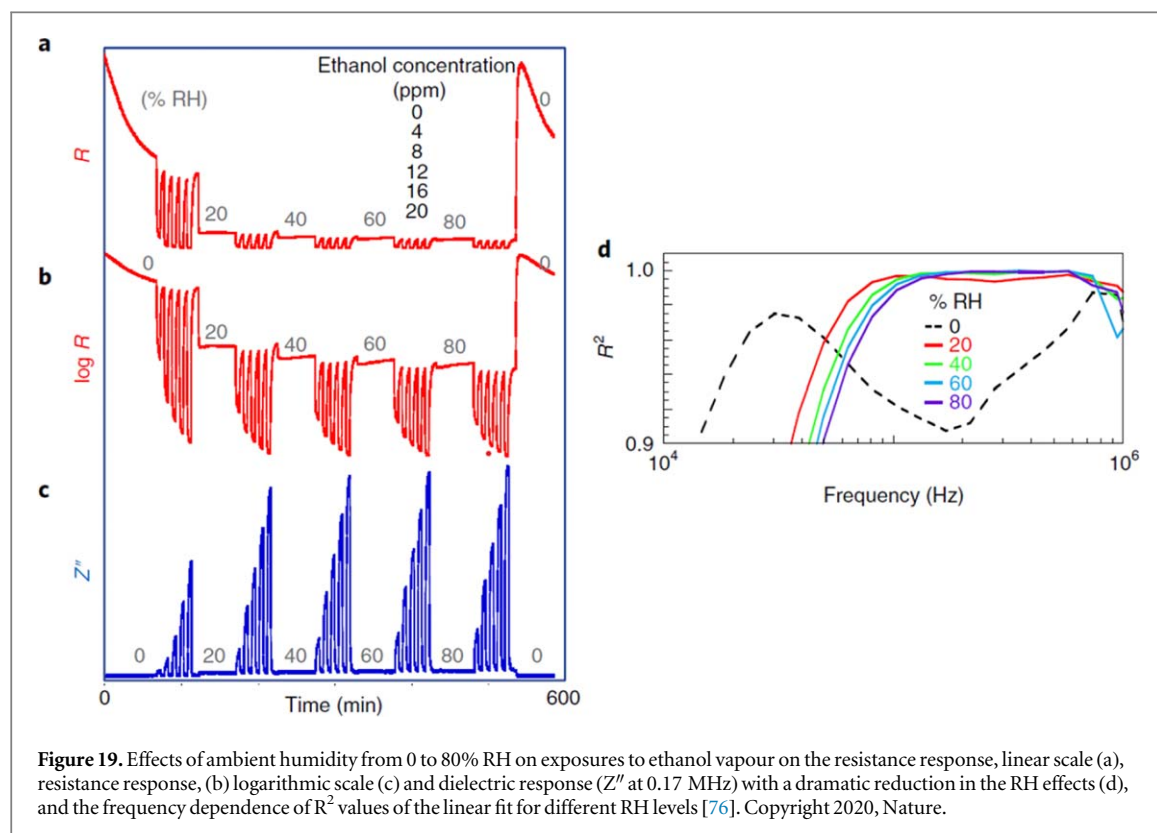 a
R
(% RH)
Ethanol concentration
(ppm)
0
4
8
12
16
20
20
40
60
80
0
b
log R
0
20
40
60
80
0
c
Z″
0
20
40
60
80
0
0
600
Time (min)
d
1.0
R²
0.9
% RH
0
20
40
60
80
10⁴
10⁶
Frequency (Hz)
Figure 19. Effects of ambient humidity from 0 to 80% RH on exposures to ethanol vapour on the resistance response, linear scale (a),
resistance response, (b) logarithmic scale (c) and dielectric response (Z″ at 0.17 MHz) with a dramatic reduction in the RH effects (d),
and the frequency dependence of R² values of the linear fit for different RH levels [76]. Copyright 2020, Nature.